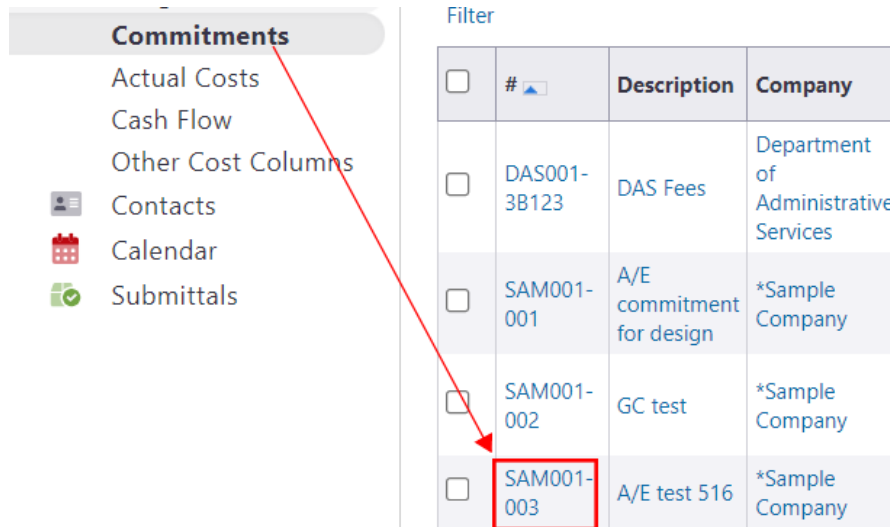 Commitments
Actual Costs
Cash Flow
Other Cost Columns
Contacts
Calendar
Submittals
Filter
# Description Company
DAS001-
3B123
DAS Fees
Department
of
Administrative
Services
SAM001-
001
A/E
commitment
for design
*Sample
Company
SAM001-
002
GC test
*Sample
Company
SAM001-
003
A/E test 516
*Sample
Company